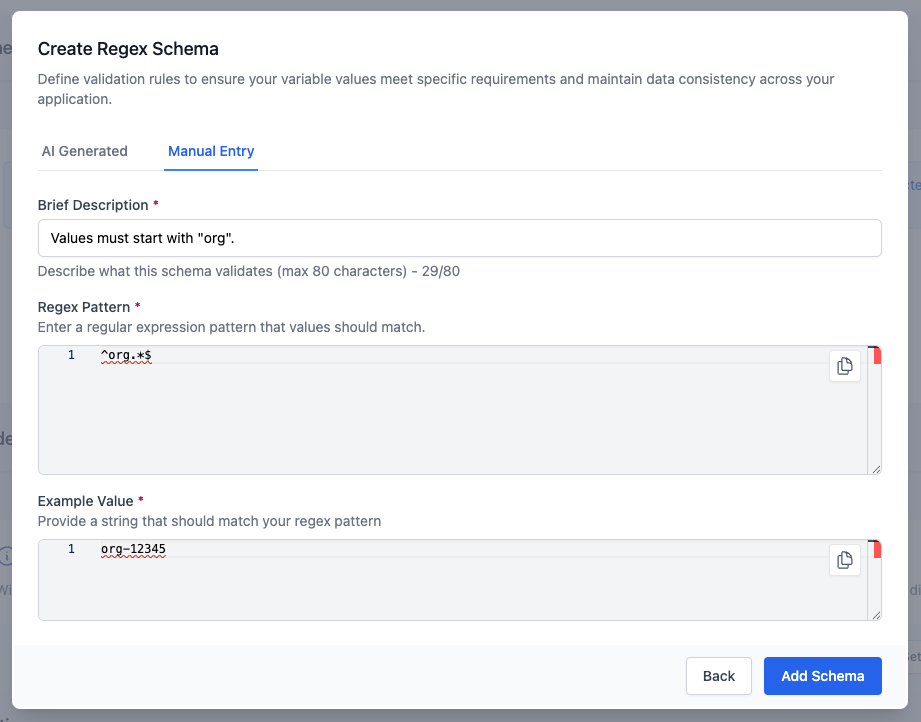 Create Regex Schema
Define validation rules to ensure your variable values meet specific requirements and maintain data consistency across your
application.
AI Generated
Manual Entry
Brief Description *
Values must start with "org".
Describe what this schema validates (max 80 characters) - 29/80
Regex Pattern *
Enter a regular expression pattern that values should match.
1 ^org.*$
Example Value *
Provide a string that should match your regex pattern
1 org-12345
Back
Add Schema